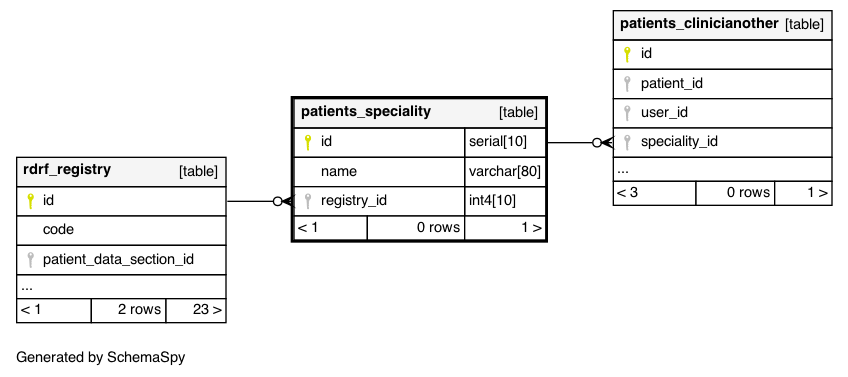 patients_clinicianother [table]
id
patient_id
user_id
speciality_id
...
< 3 0 rows 1 >
patients_speciality [table]
id serial[10]
name varchar[80]
registry_id int4[10]
< 1 0 rows 1 >
rdrf_registry [table]
id
code
patient_data_section_id
...
< 1 2 rows 23 >
Generated by SchemaSpy